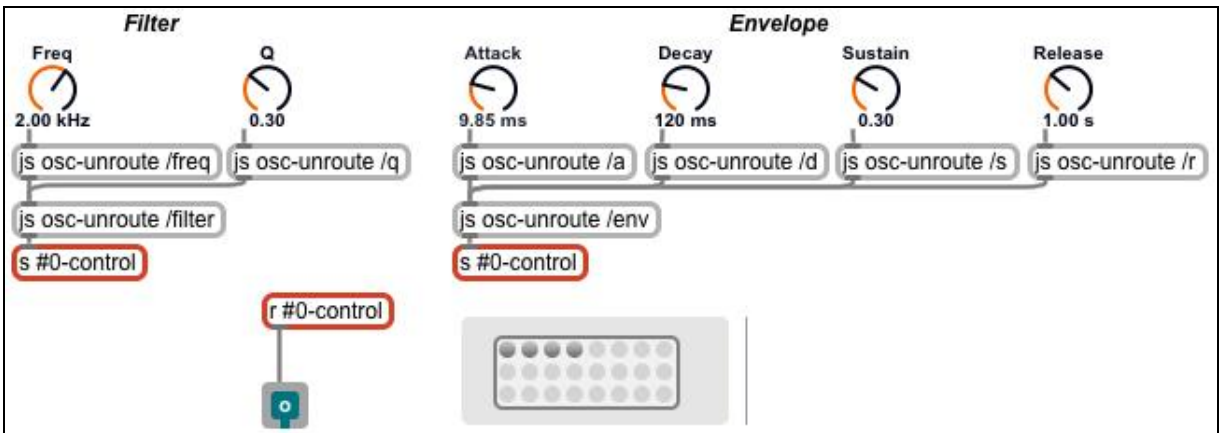 Filter
Envelope
Freq
Q
Attack
Decay
Sustain
Release
2.00 kHz
0.30
9.85 ms
120 ms
0.30
1.00 s
js osc-unroute /freq
js osc-unroute /q
js osc-unroute /a
js osc-unroute /d
js osc-unroute /s
js osc-unroute /r
js osc-unroute /filter
js osc-unroute /env
s #0-control
s #0-control
r #0-control
o